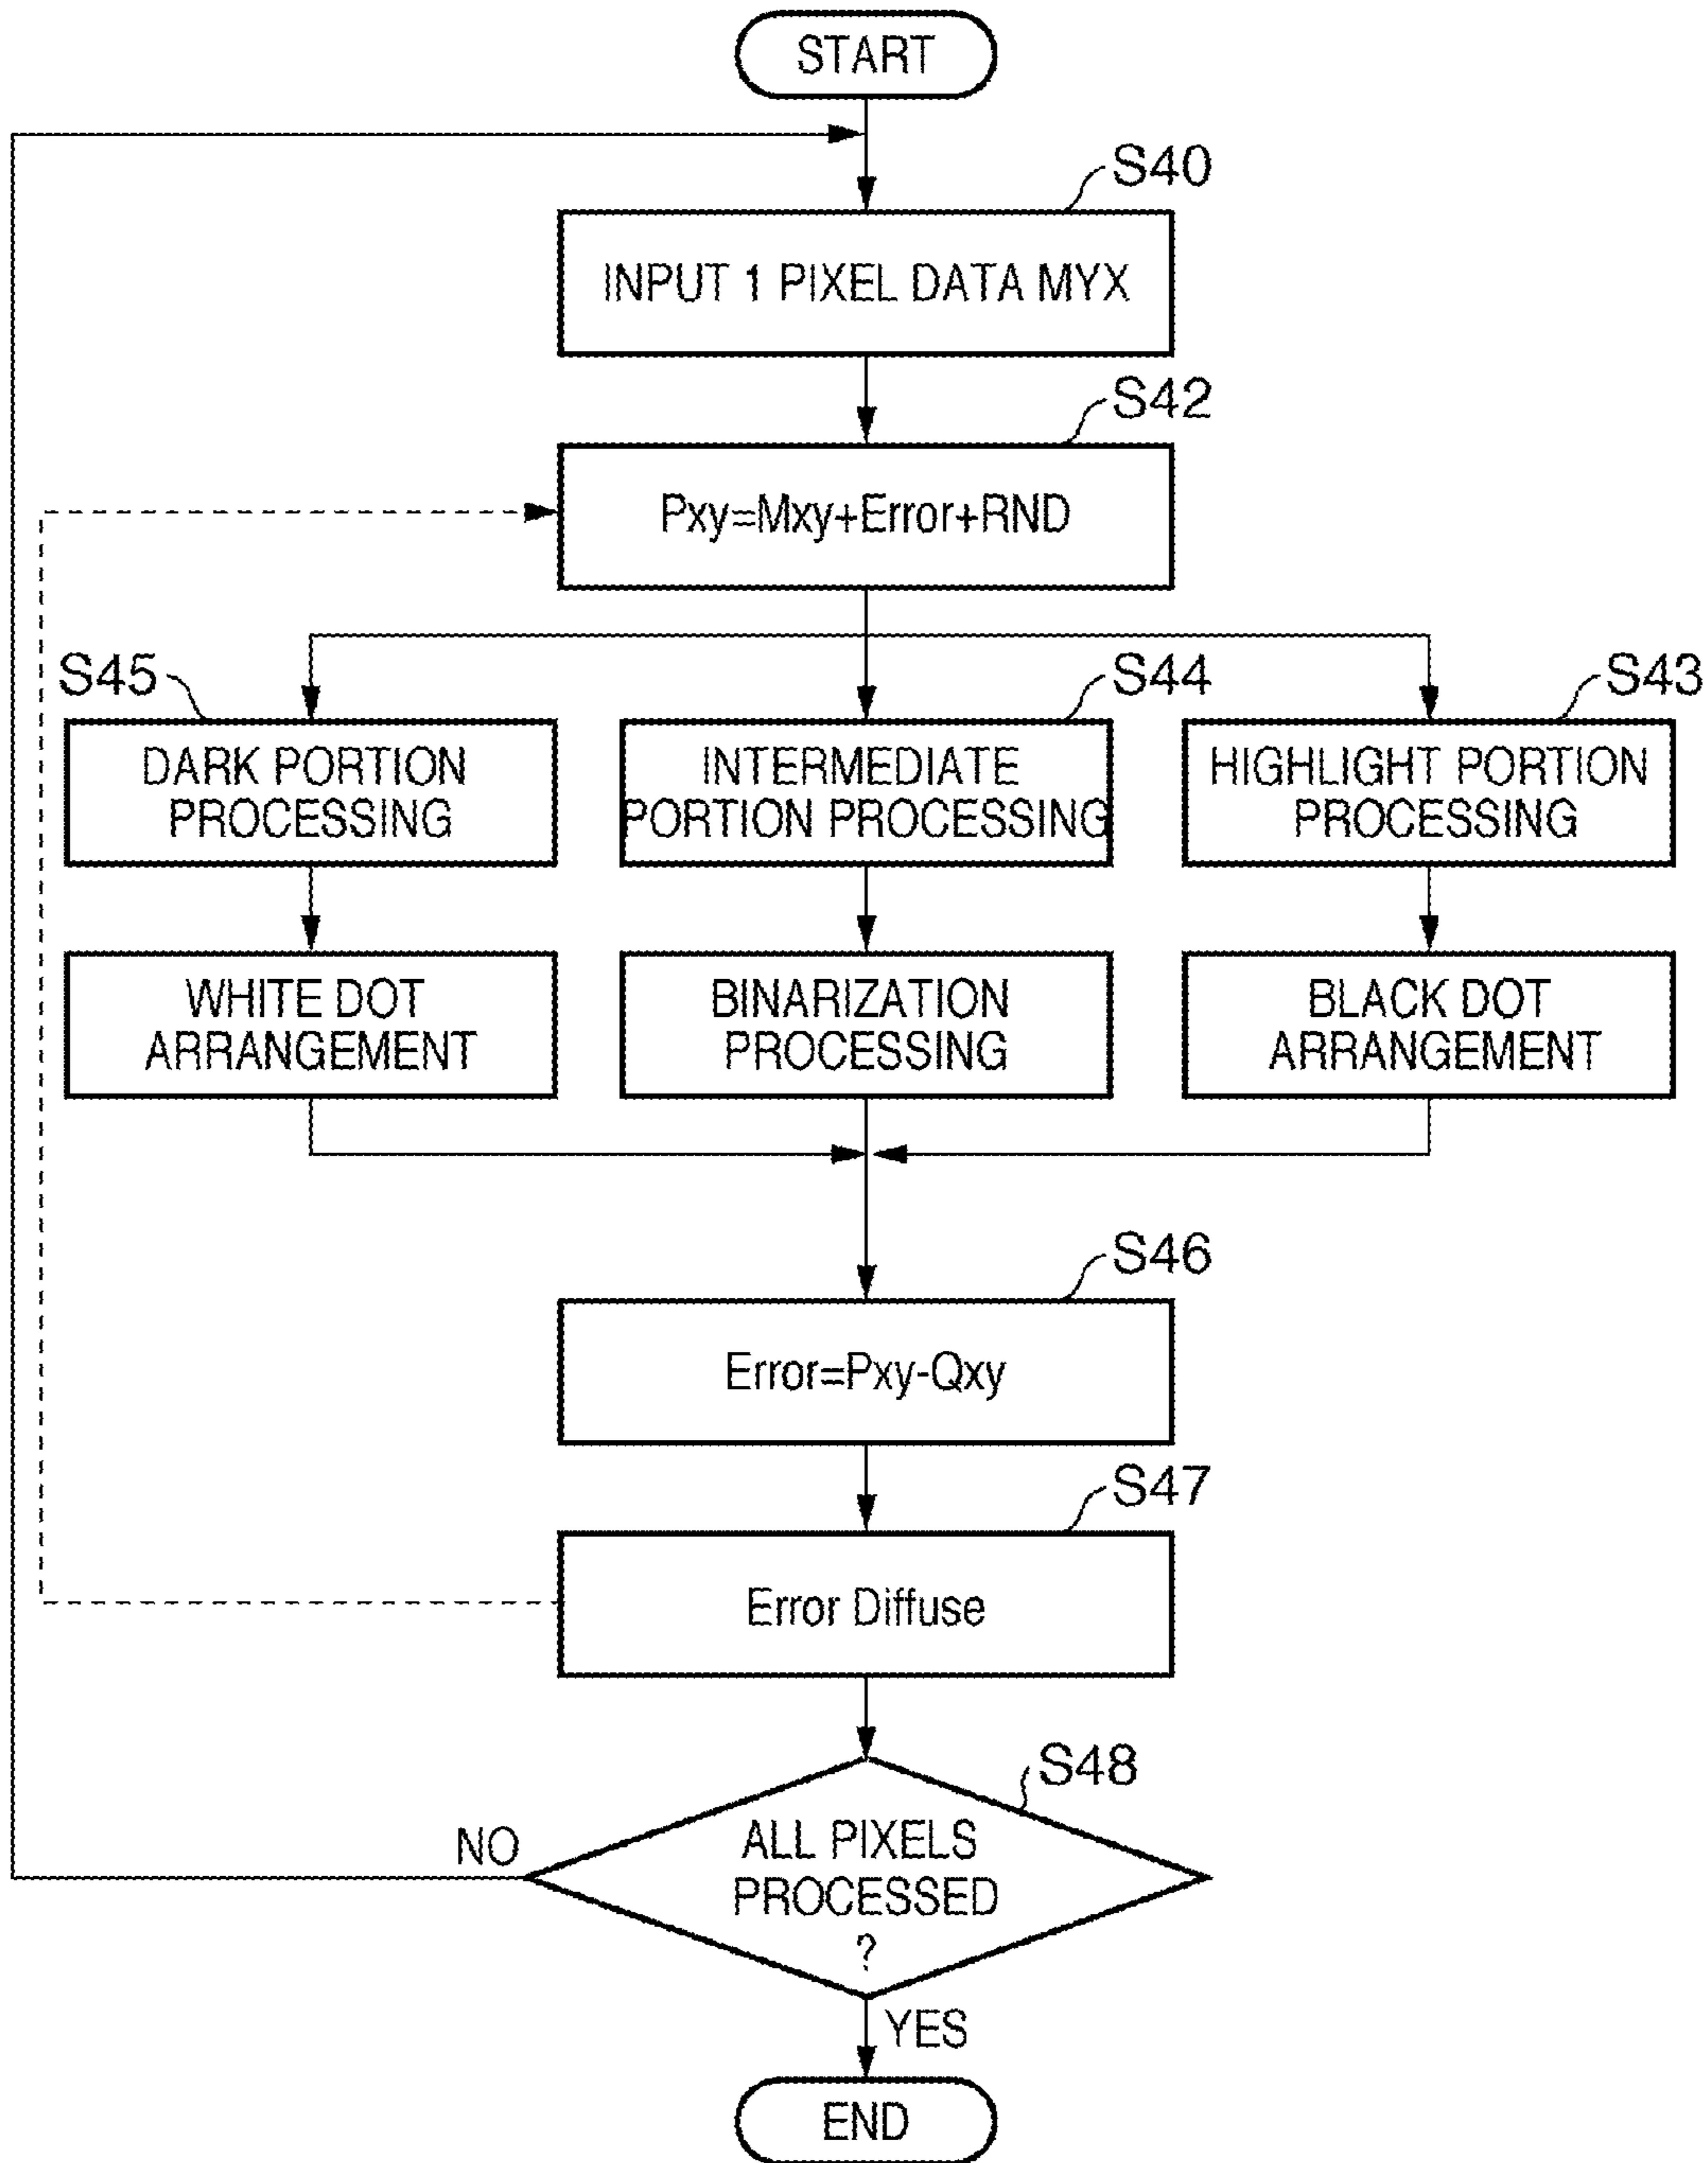 START
S40
INPUT 1 PIXEL DATA MYX
S42
Pxy=Mxy+Error+RND
S45
S44
S43
DARK PORTION
PROCESSING
INTERMEDIATE
PORTION PROCESSING
HIGHLIGHT PORTION
PROCESSING
WHITE DOT
ARRANGEMENT
BINARIZATION
PROCESSING
BLACK DOT
ARRANGEMENT
S46
Error=Pxy-Qxy
S47
Error Diffuse
S48
NO
ALL PIXELS
PROCESSED
?
YES
END